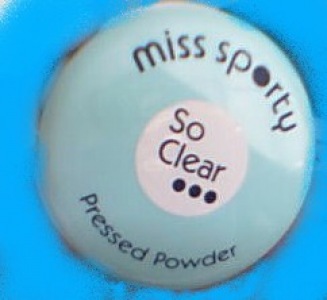 miss sporty
So
Clear
Pressed Powder